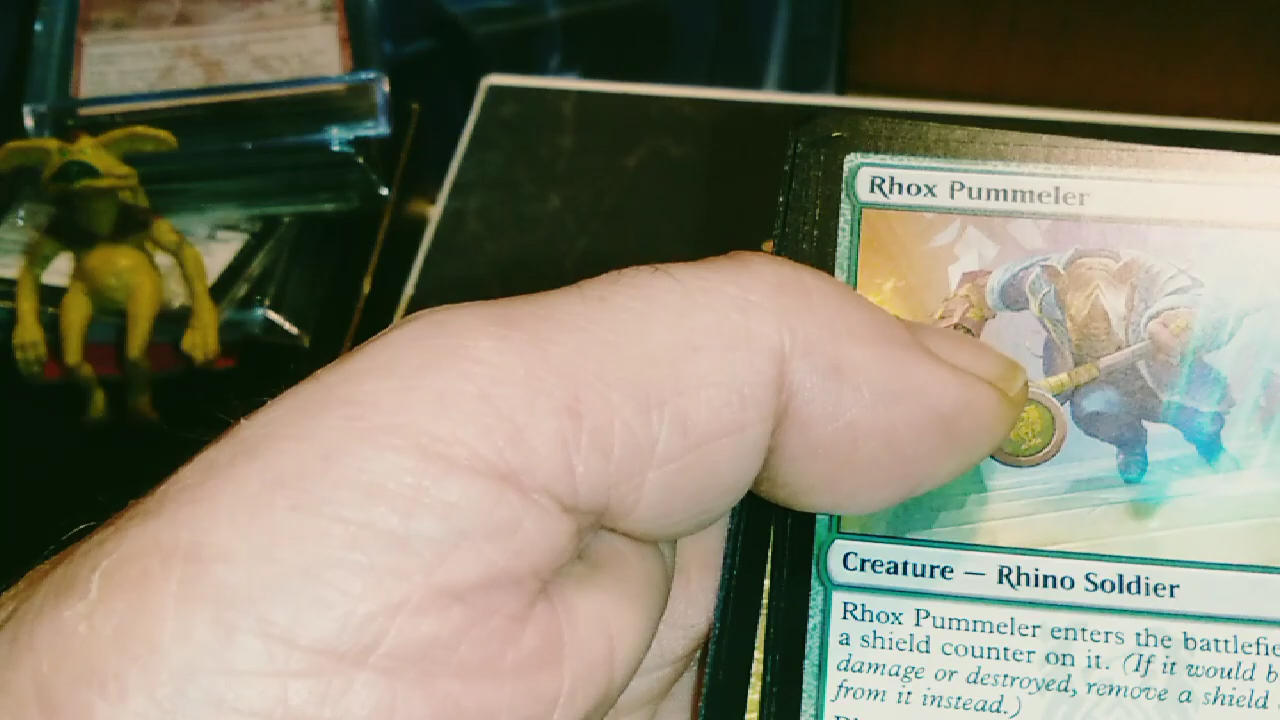 Rhox Pummeler
Creature — Rhino Soldier
Rhox Pummeler enters the battlefie
a shield counter on it. (If it would b
damage or destroyed, remove a shield
from it instead.)